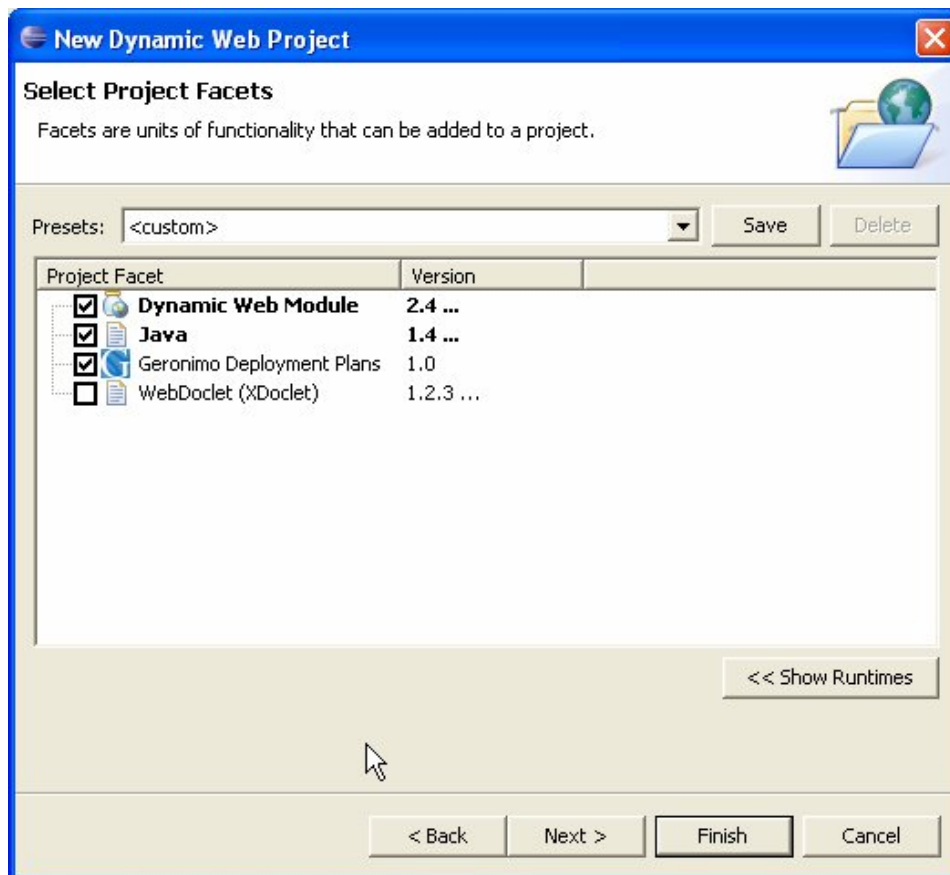 New Dynamic Web Project
Select Project Facets
Facets are units of functionality that can be added to a project.
Presets: <custom> Save Delete
Project Facet Version
Dynamic Web Module 2.4 ...
Java 1.4 ...
Geronimo Deployment Plans 1.0
WebDoclet (XDoclet) 1.2.3 ...
<< Show Runtimes
< Back Next > Finish Cancel